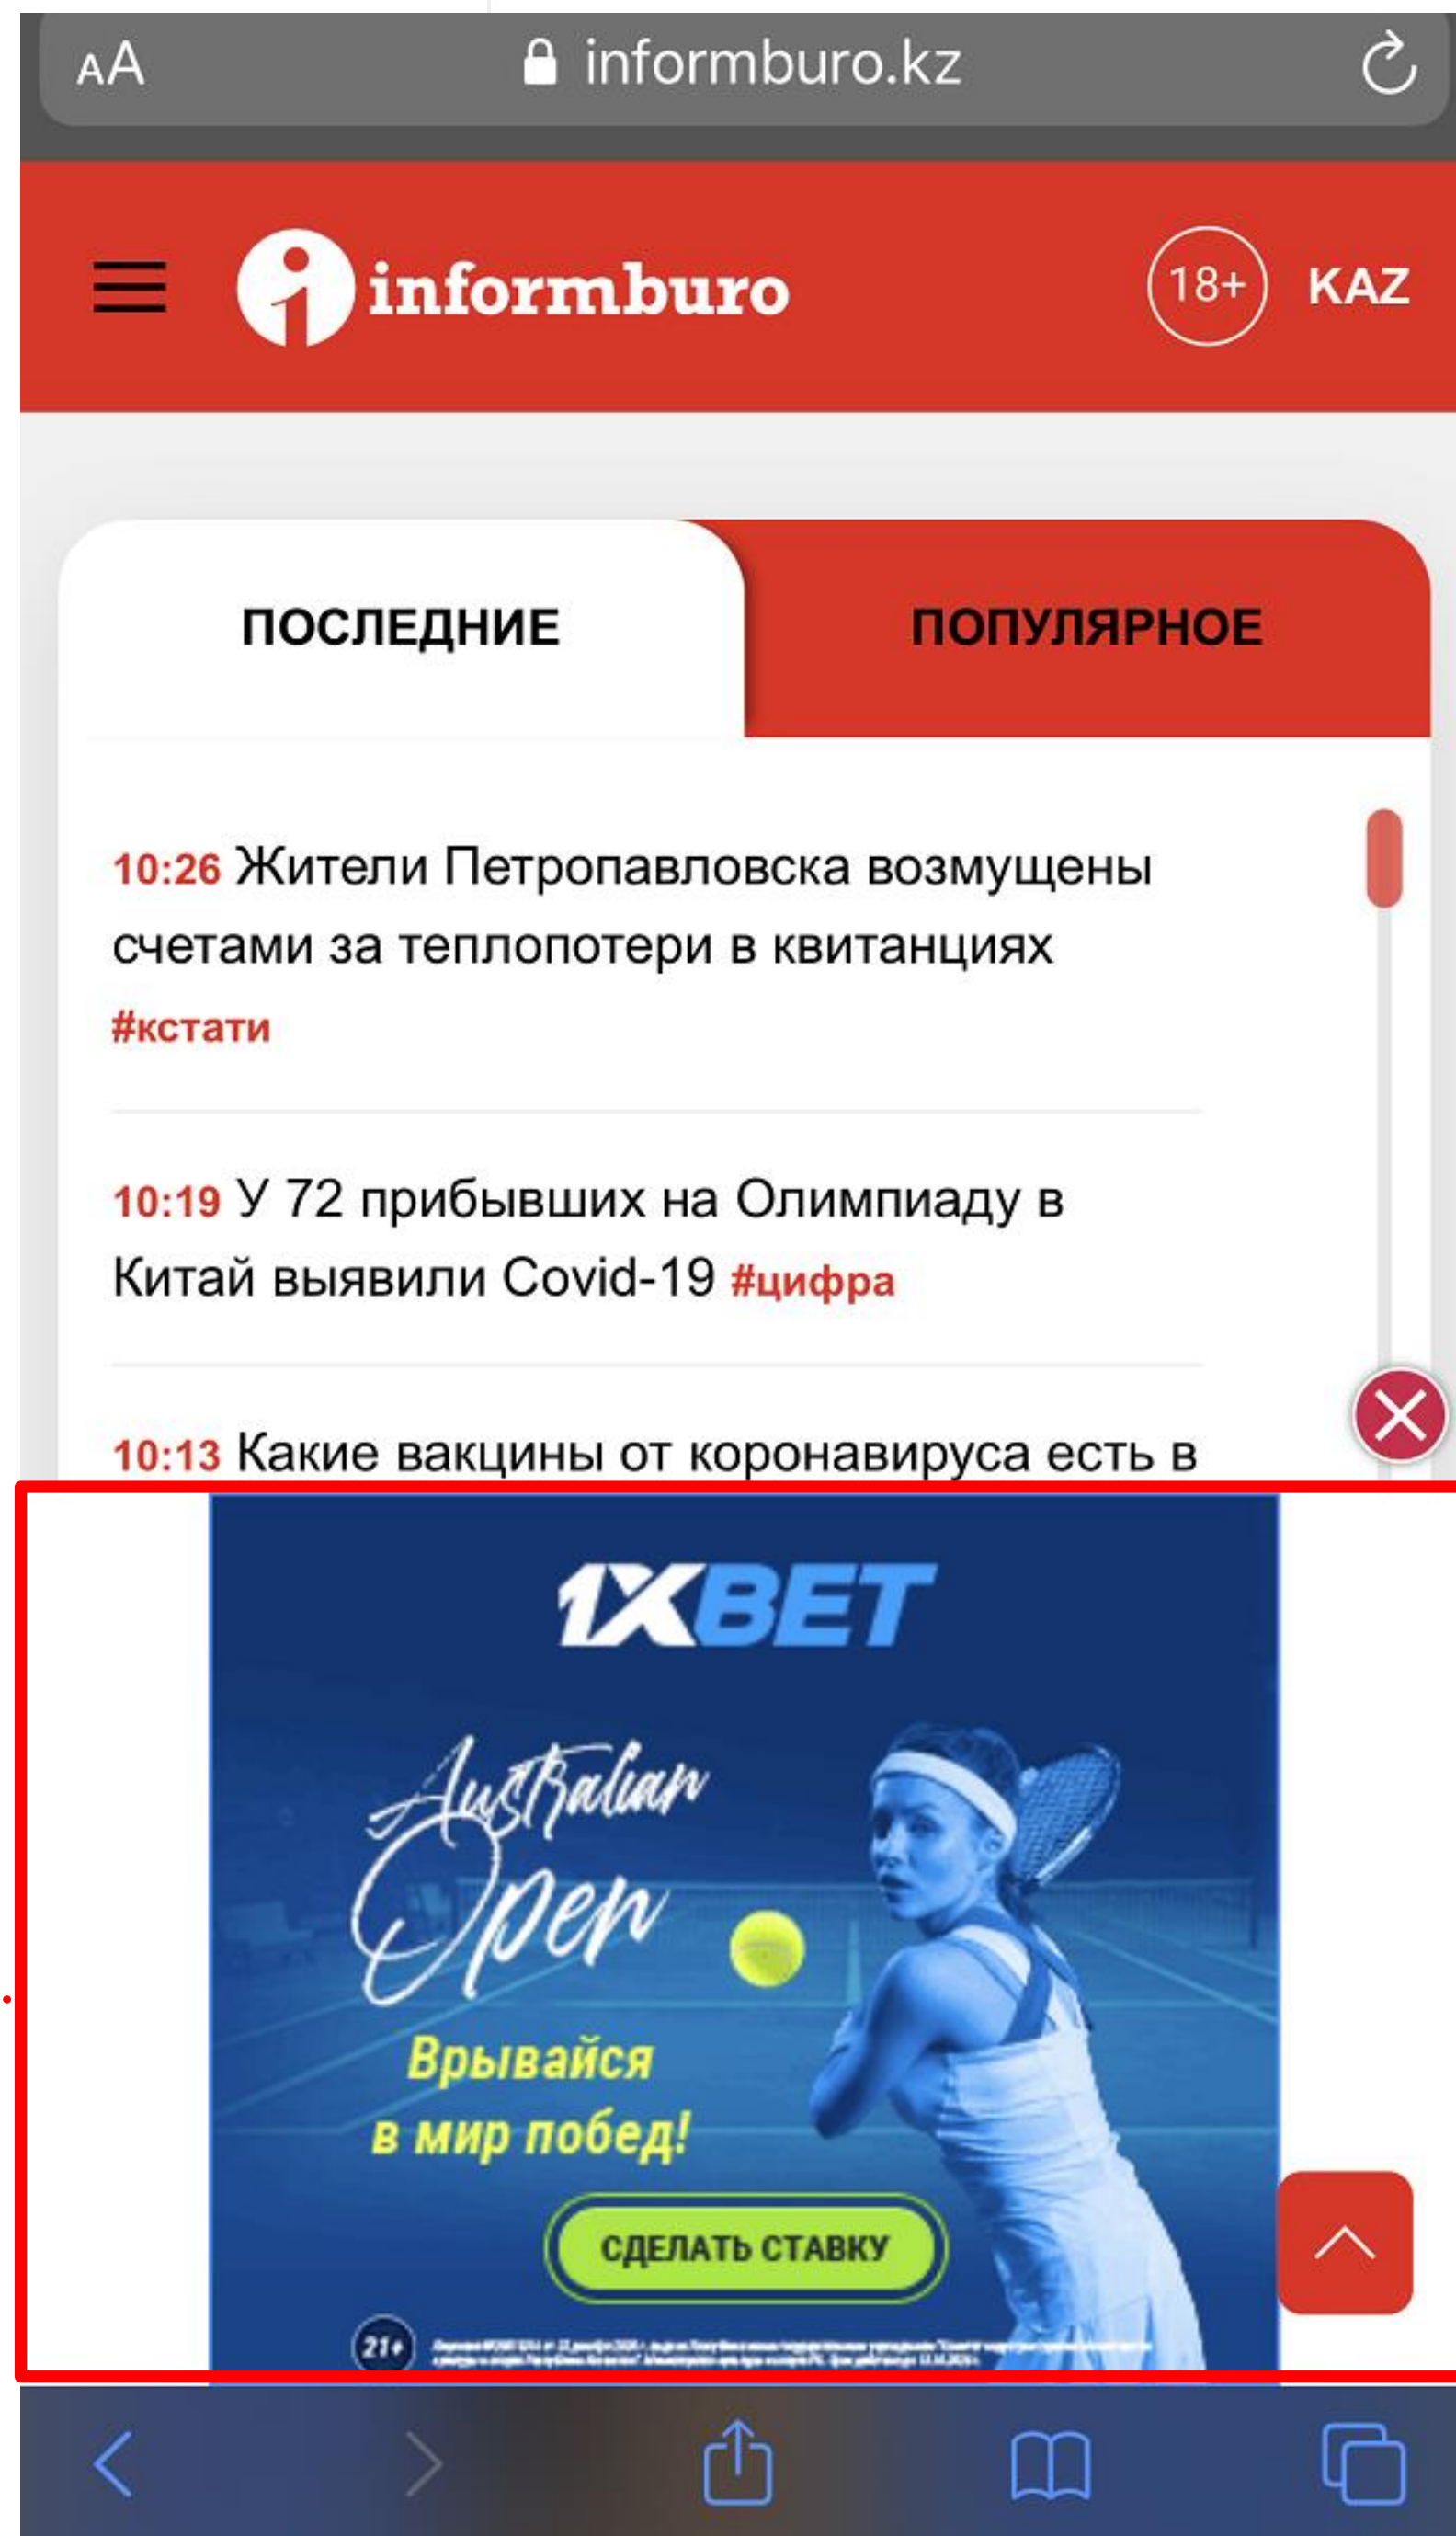 AA informburo.kz
informburo 18+ KAZ
ПОСЛЕДНИЕ ПОПУЛЯРНОЕ
10:26 Жители Петропавловска возмущены
счетами за теплопотери в квитанциях
#кстати
10:19 У 72 прибывших на Олимпиаду в
Китай выявили Covid-19 #цифра
10:13 Какие вакцины от коронавируса есть в
1XBET
Australian
Open
Врывайся
в мир побед!
СДЕЛАТЬ СТАВКУ
21+